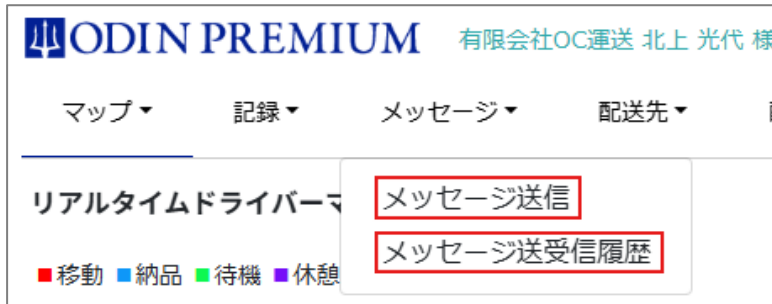 ODIN PREMIUM 有限会社OC運送 北上 光代 様
マップ 記録 メッセージ 配送先
メッセージ送信
リアルタイムドライバーマ
メッセージ送受信履歴
移動 納品 待機 休憩